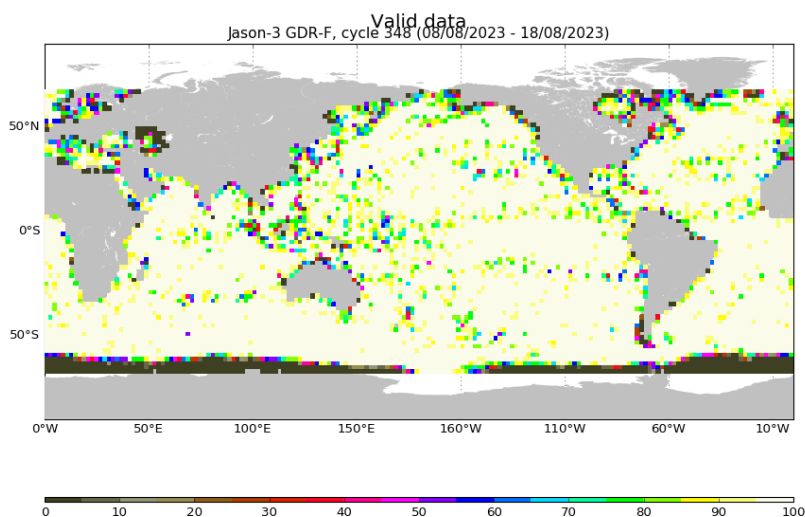 Valid data
Jason-3 GDR-F, cycle 348 (08/08/2023 - 18/08/2023)
50°N
0°S
50°S
0°W 50°E 100°E 150°E 160°W 110°W 60°W 10°W
0 10 20 30 40 50 60 70 80 90 100